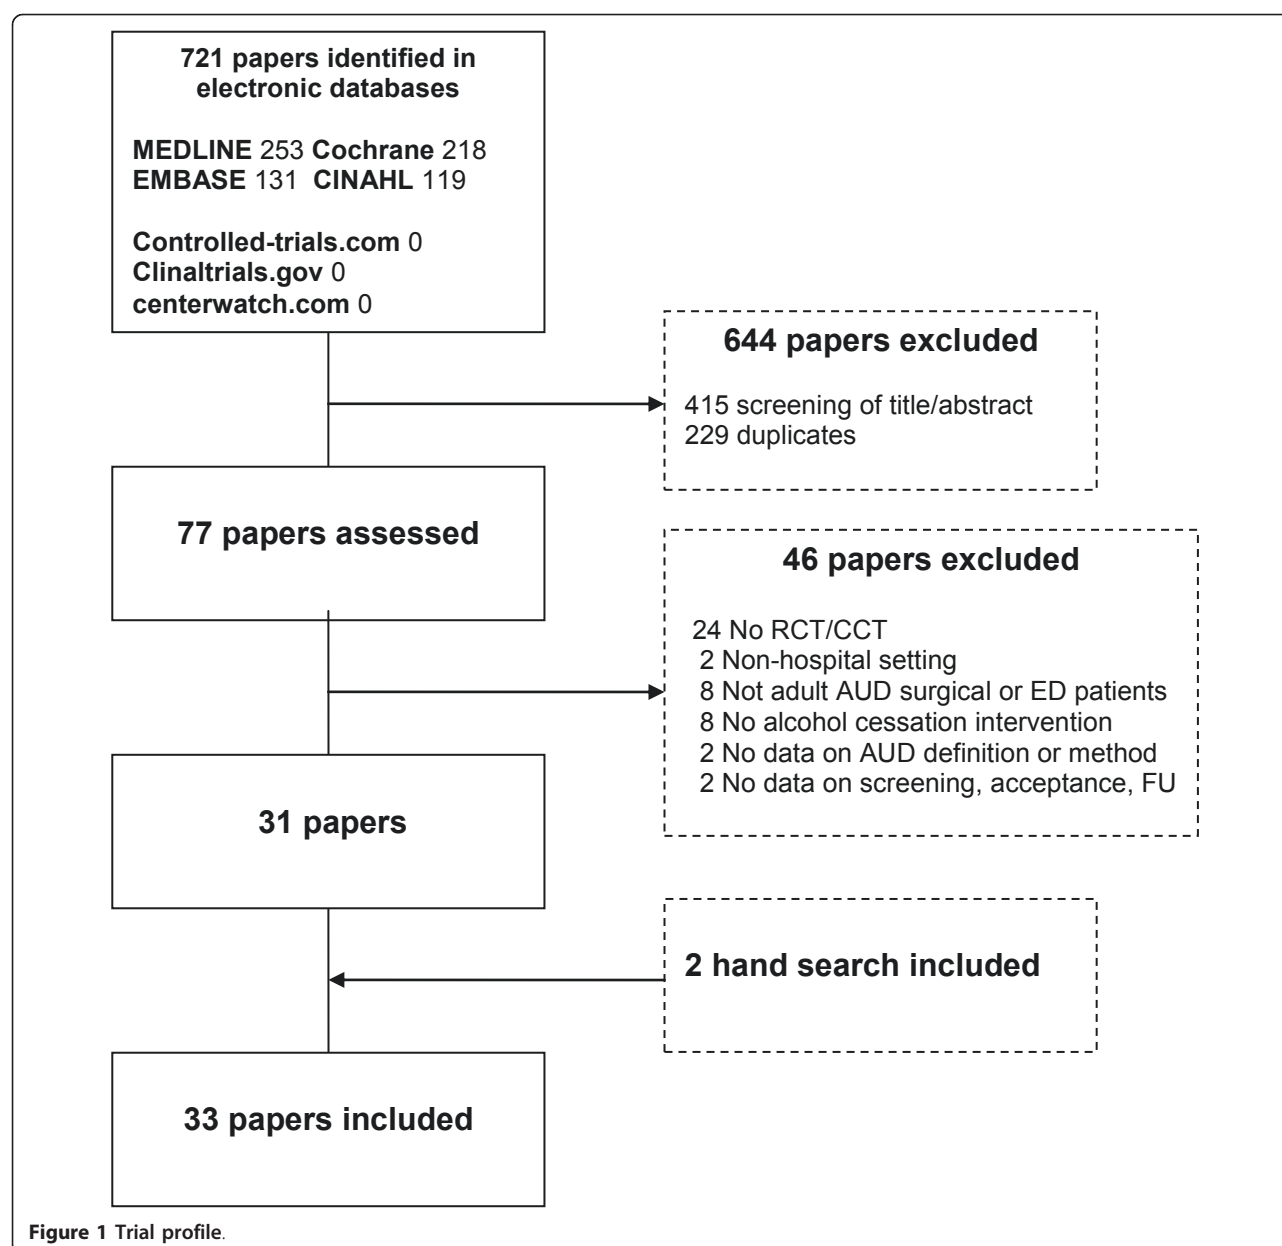 721 papers identified in
electronic databases
MEDLINE 253 Cochrane 218
EMBASE 131 CINAHL 119
Controlled-trials.com 0
Clinaltrials.gov 0
centerwatch.com 0
644 papers excluded
415 screening of title/abstract
229 duplicates
77 papers assessed
46 papers excluded
24 No RCT/CCT
2 Non-hospital setting
8 Not adult AUD surgical or ED patients
8 No alcohol cessation intervention
2 No data on AUD definition or method
2 No data on screening, acceptance, FU
31 papers
2 hand search included
33 papers included
Figure 1 Trial profile.